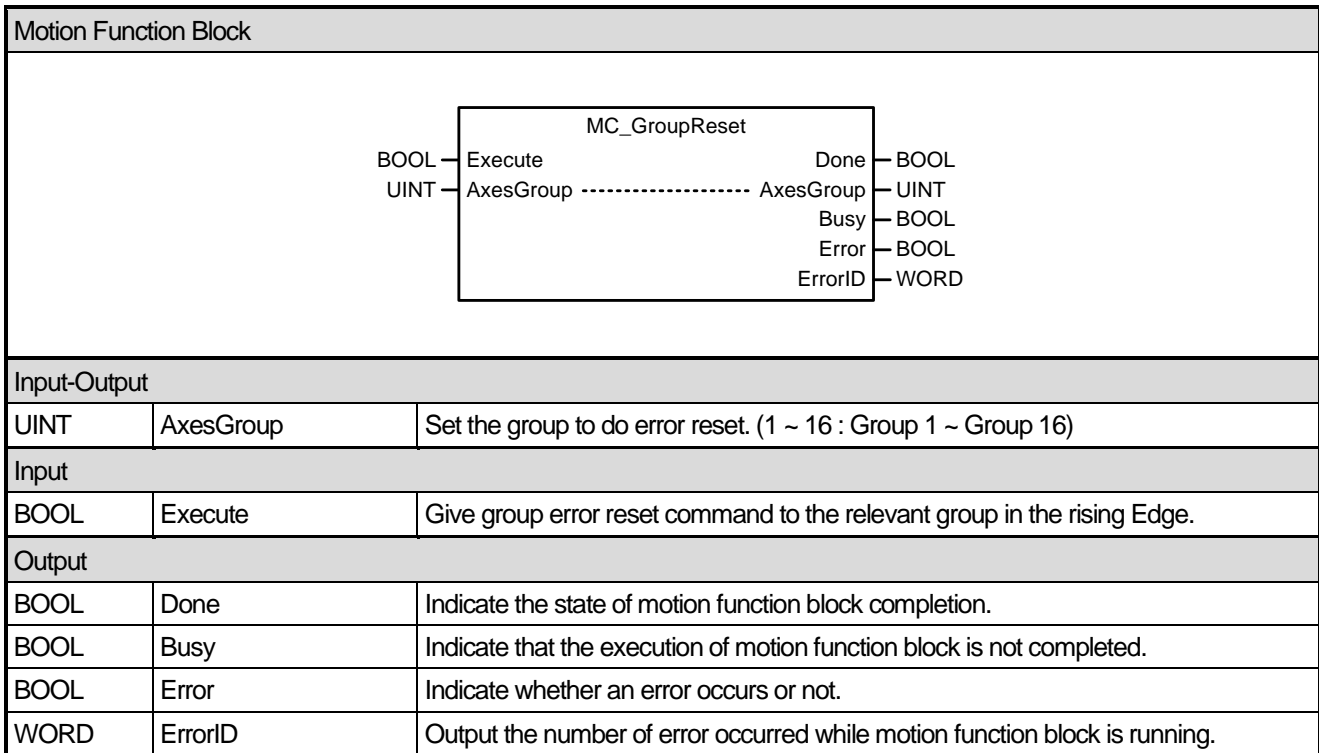 Motion Function Block
MC_GroupReset
BOOL Execute Done BOOL
UINT AxesGroup AxesGroup UINT
Busy BOOL
Error BOOL
ErrorID WORD
Input-Output
UINT AxesGroup Set the group to do error reset. (1 ~ 16 : Group 1 ~ Group 16)
Input
BOOL Execute Give group error reset command to the relevant group in the rising Edge.
Output
BOOL Done Indicate the state of motion function block completion.
BOOL Busy Indicate that the execution of motion function block is not completed.
BOOL Error Indicate whether an error occurs or not.
WORD ErrorID Output the number of error occurred while motion function block is running.